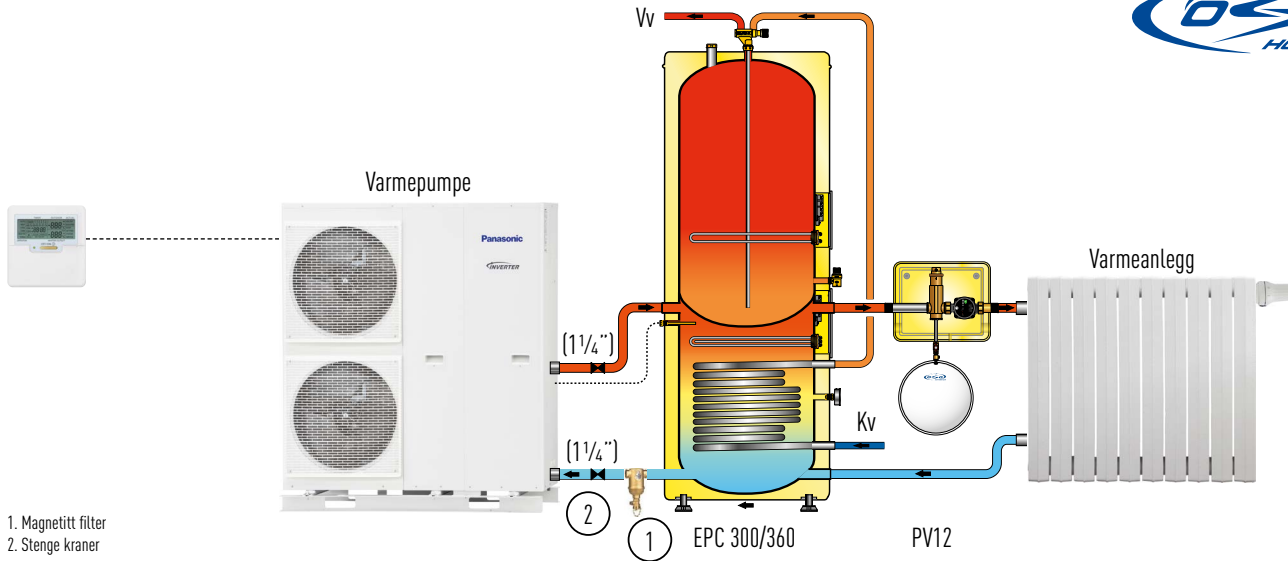 Vv
Varmepumpe
Panasonic
INVERTER
Varmeanlegg
(1¼”)
Kv
(1¼”)
2
1
EPC 300/360
PV12
1. Magnetitt filter
2. Stenge kraner